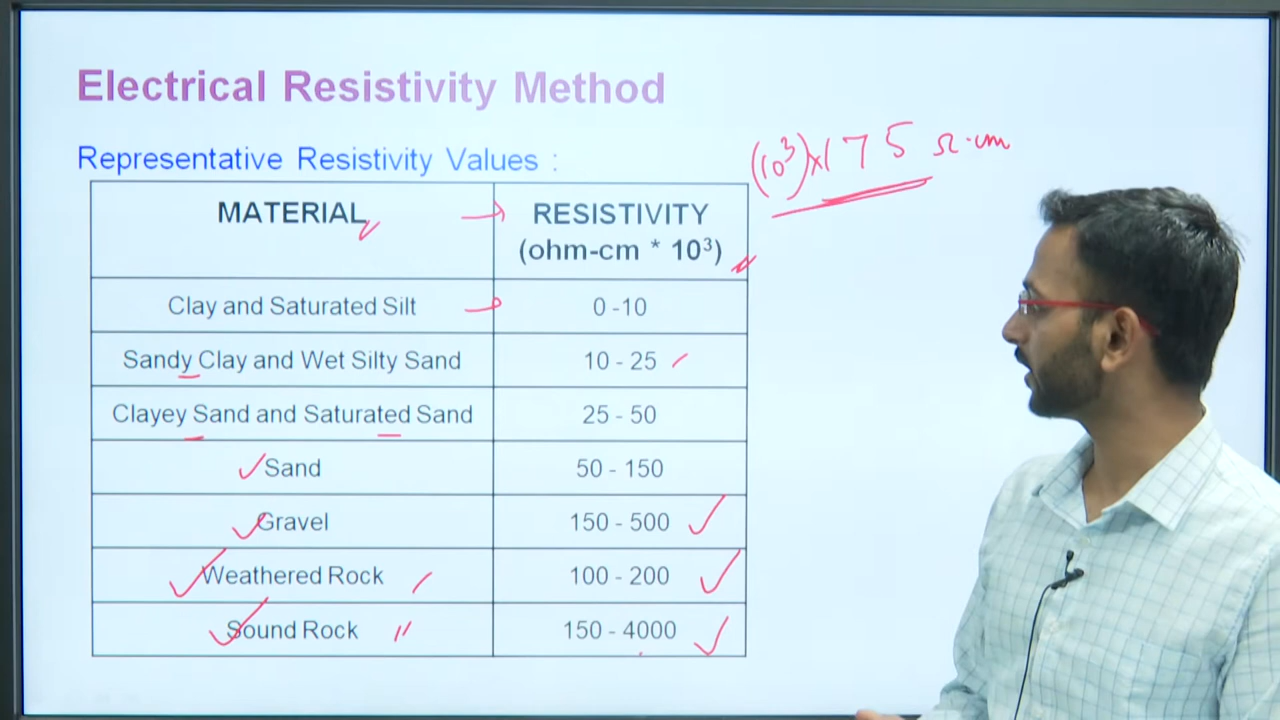 Electrical Resistivity Method
Representative Resistivity Values :
(10³)×175 Ω·cm
MATERIAL RESISTIVITY
(ohm-cm * 10³)
Clay and Saturated Silt 0 -10
Sandy Clay and Wet Silty Sand 10 - 25
Clayey Sand and Saturated Sand 25 - 50
Sand 50 - 150
Gravel 150 - 500
Weathered Rock 100 - 200
Sound Rock 150 - 4000